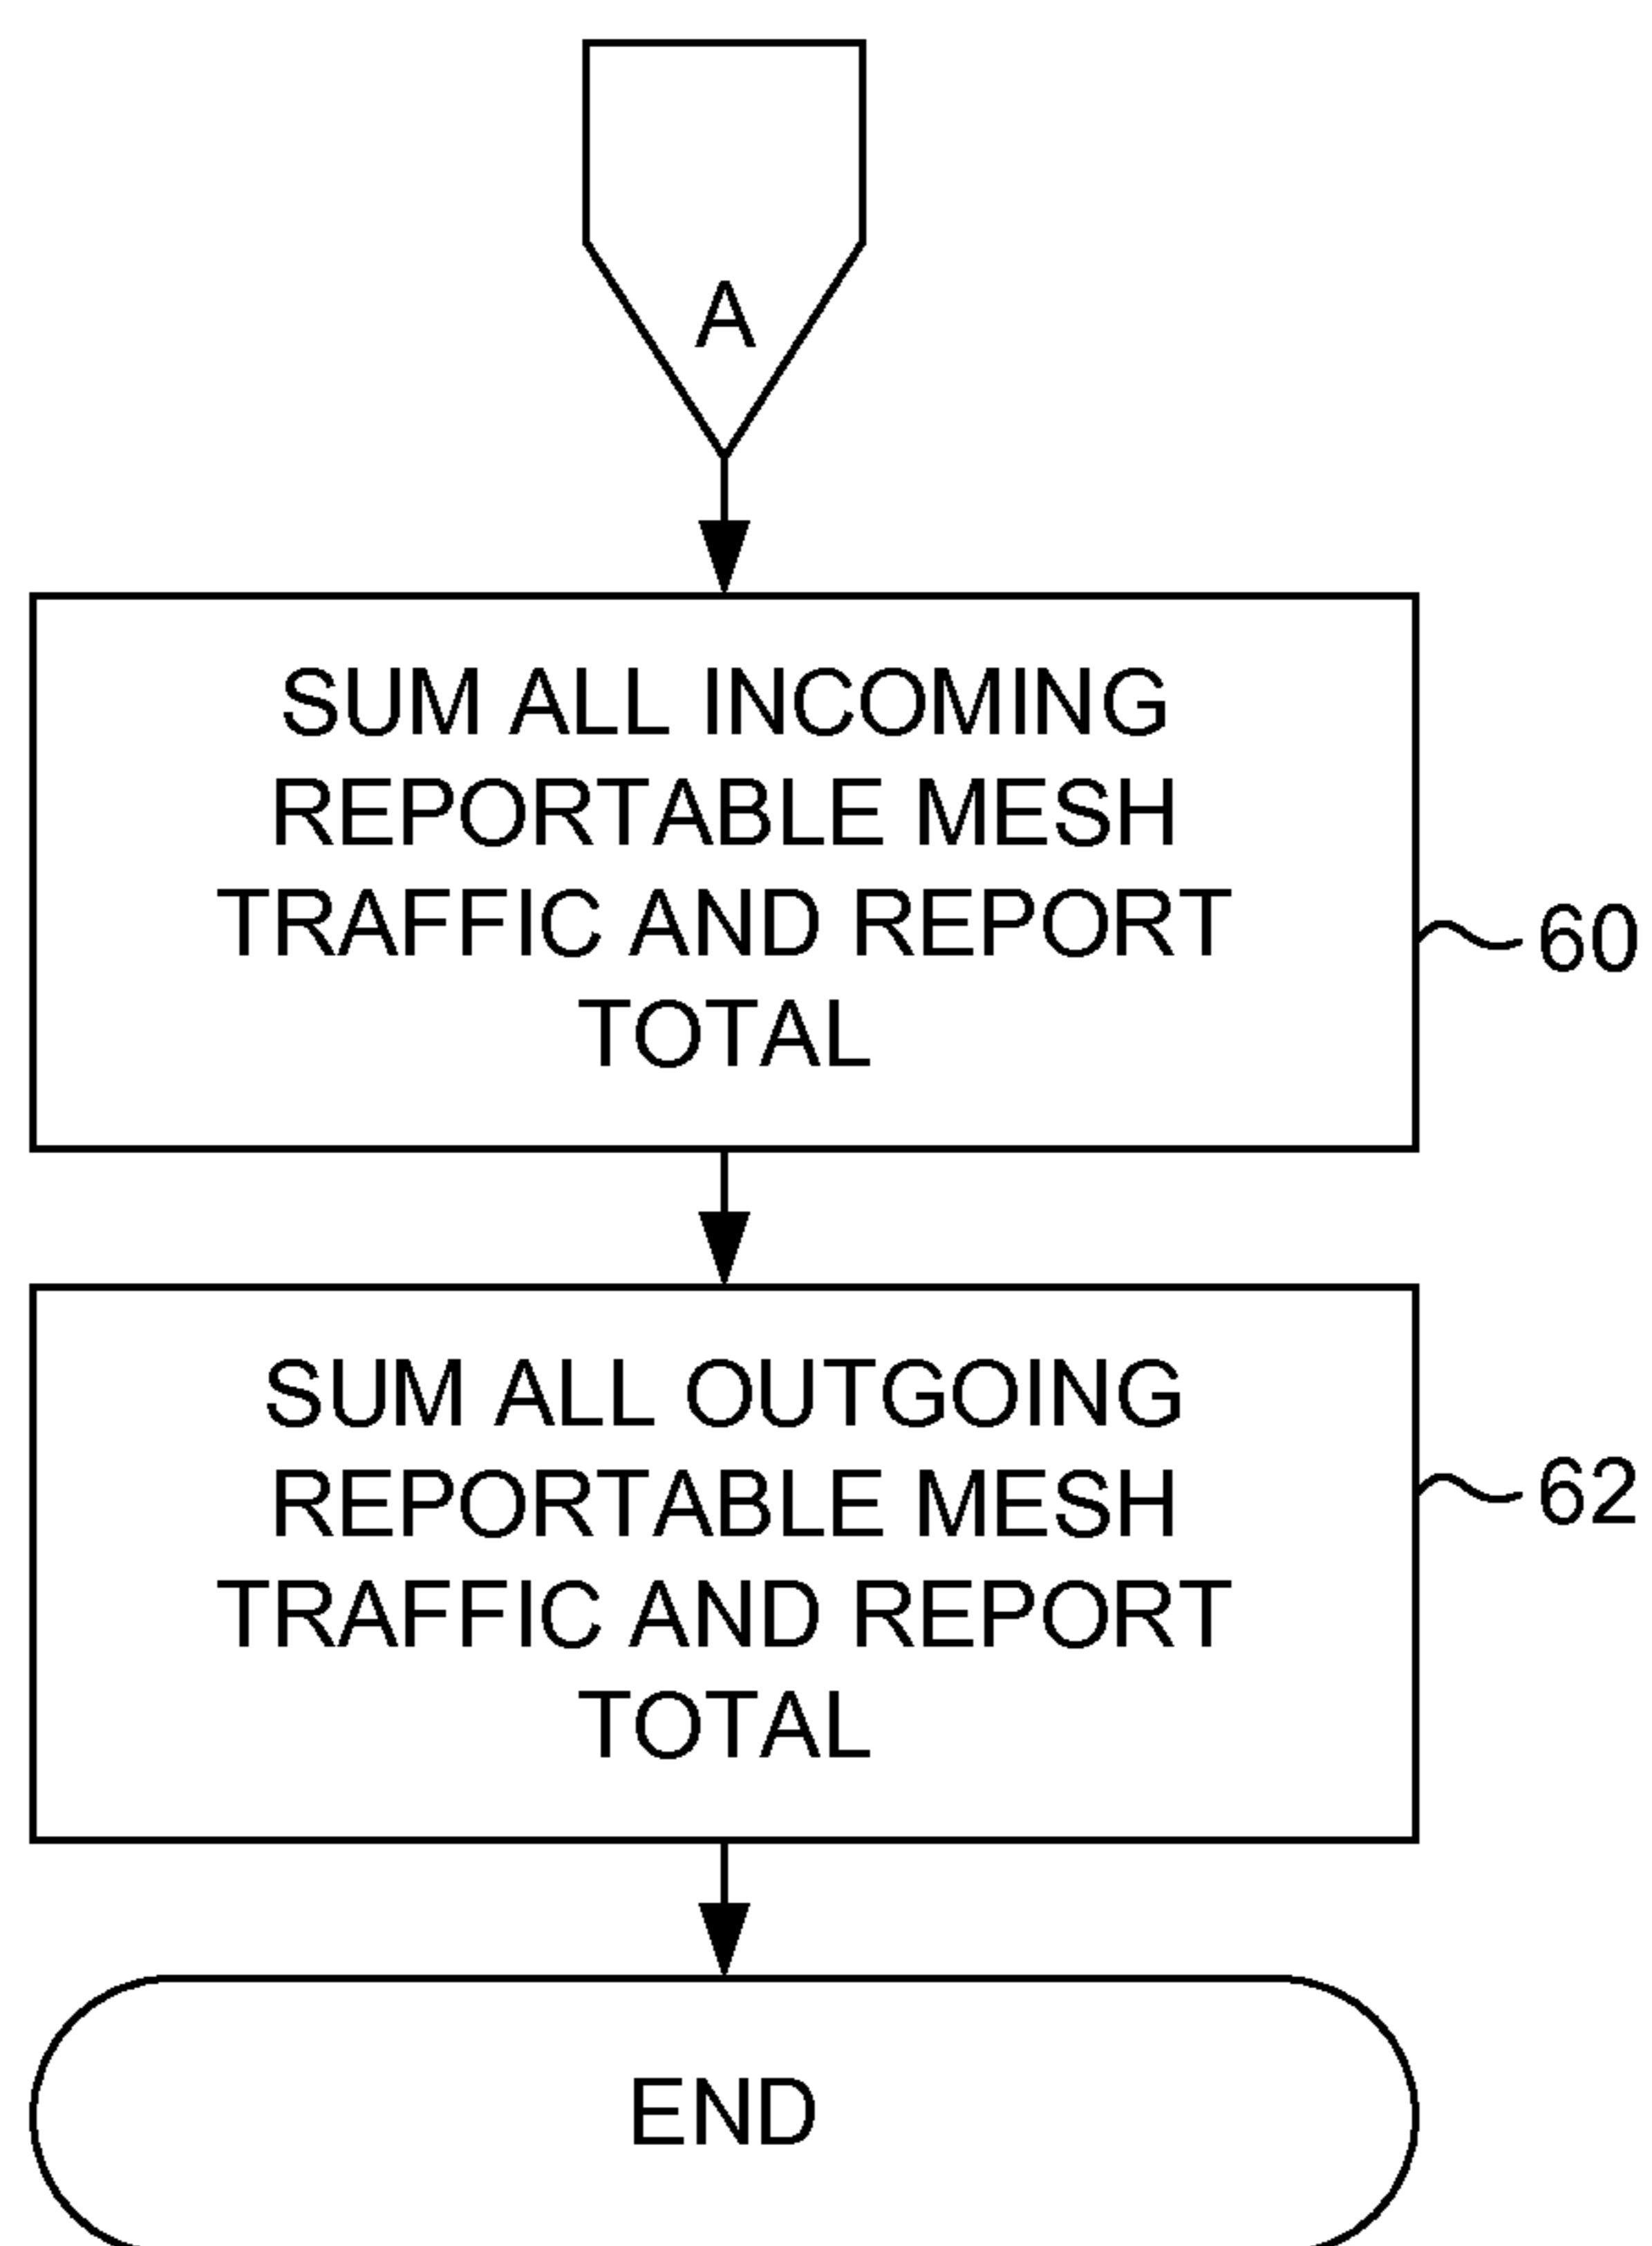 A
SUM ALL INCOMING
REPORTABLE MESH
TRAFFIC AND REPORT
TOTAL
60
SUM ALL OUTGOING
REPORTABLE MESH
TRAFFIC AND REPORT
TOTAL
62
END